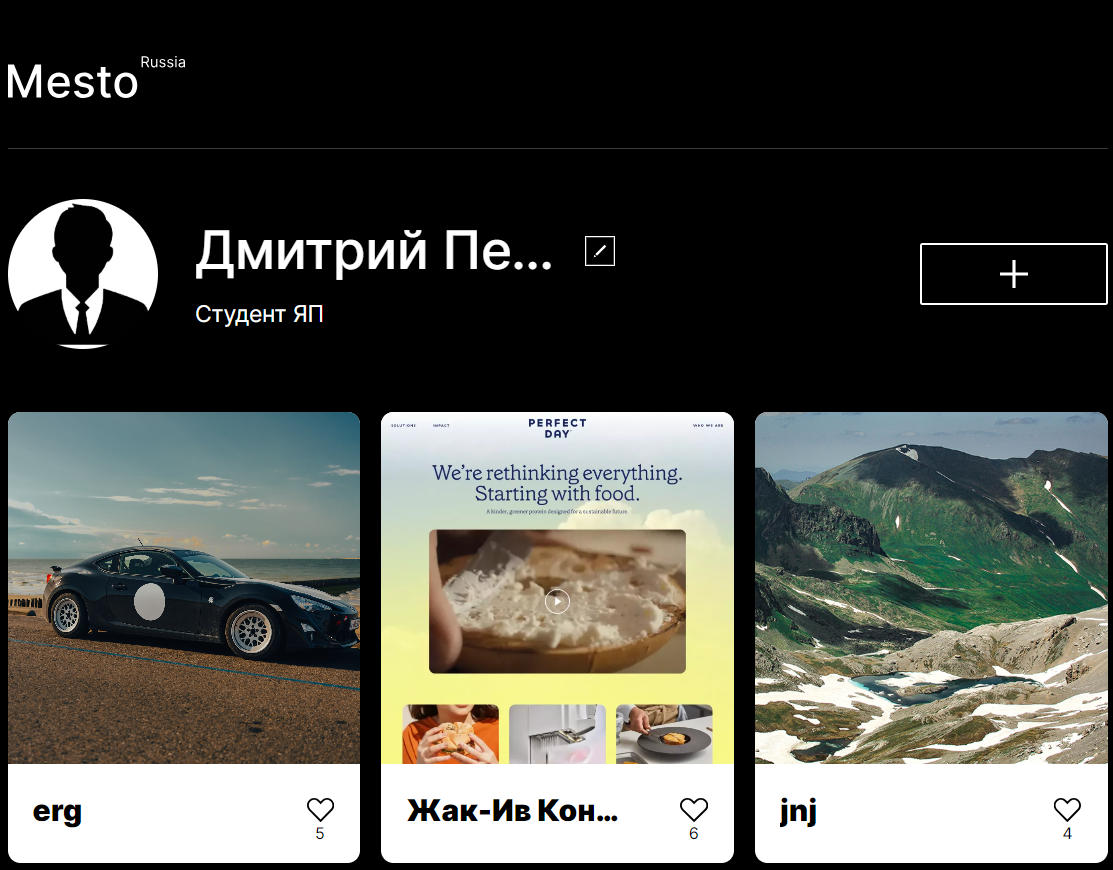 Mesto Russia
Дмитрий Пе...
Студент ЯП
SOLUTIONS IMPACT PERFECT DAY WHO WE ARE
We're rethinking everything.
Starting with food.
A kinder, greener protein designed for a sustainable future.
erg
5
Жак-Ив Кон...
6
jnj
4